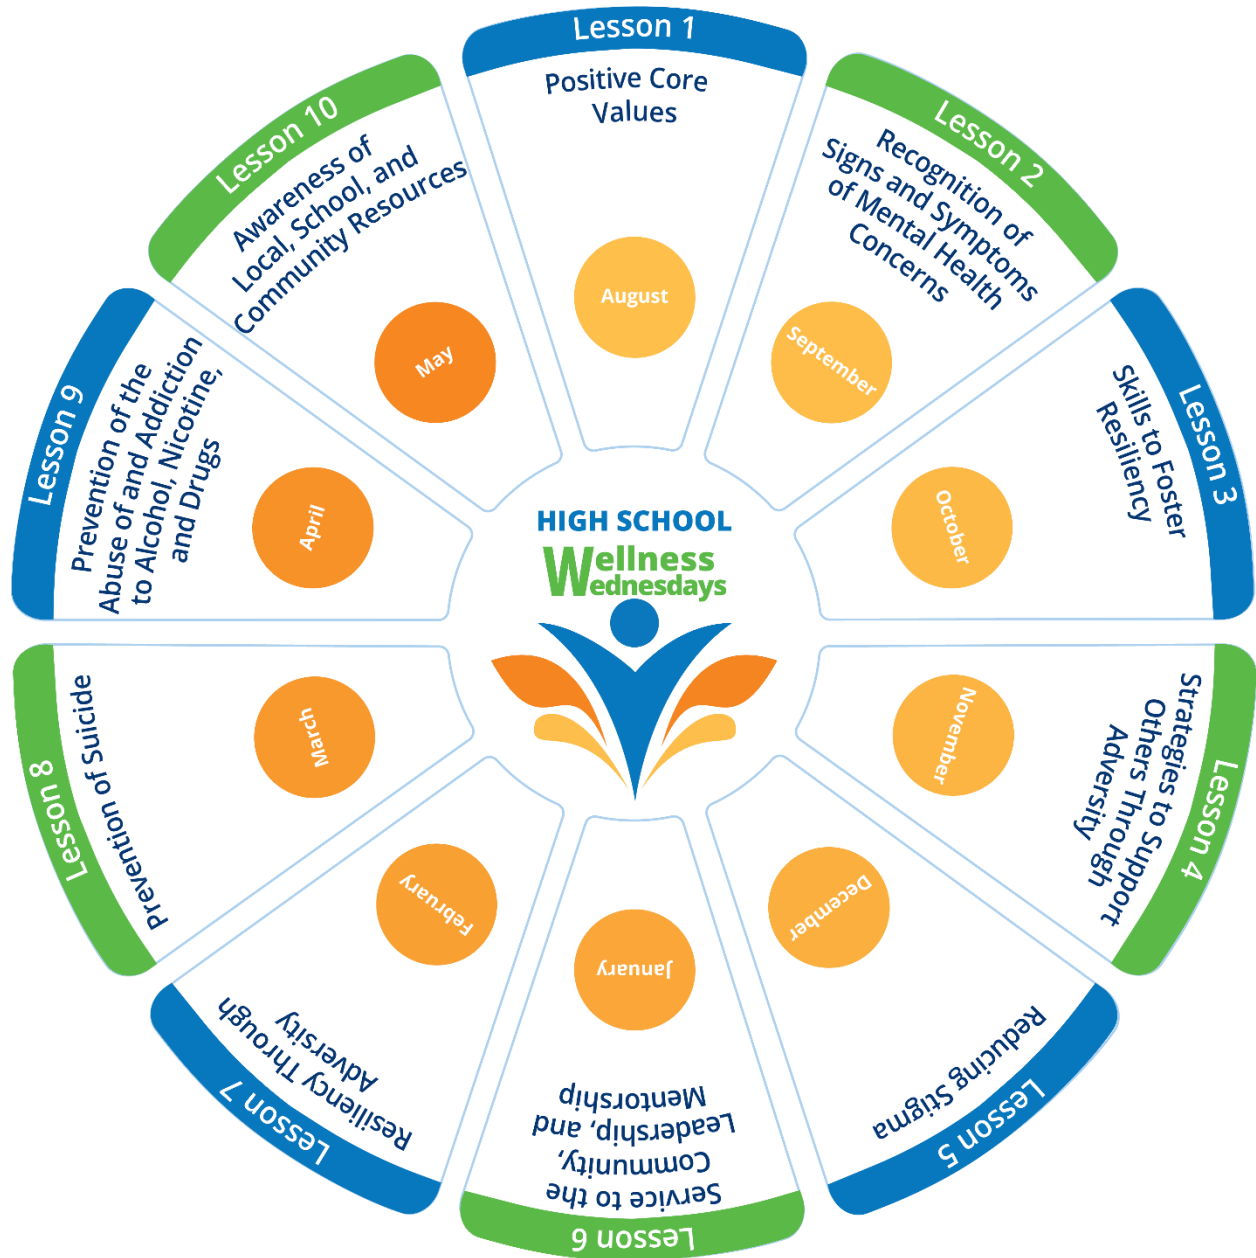 HIGH SCHOOL
Wellness
Wednesdays
Lesson 1
Positive Core
Values
August
Lesson 2
Recognition of
Signs and Symptoms
of Mental Health
Concerns
September
Lesson 3
Skills to Foster
Resiliency
October
Lesson 4
Strategies to Support
Others Through
Adversity
November
Lesson 5
Reducing Stigma
December
Lesson 6
Service to the
Community,
Leadership, and
Mentorship
January
Lesson 7
Resiliency Through
Adversity
February
Lesson 8
Prevention of Suicide
March
Lesson 9
Prevention of the
Abuse of and Addiction
to Alcohol, Nicotine,
and Drugs
April
Lesson 10
Awareness of
Local, School, and
Community Resources
May